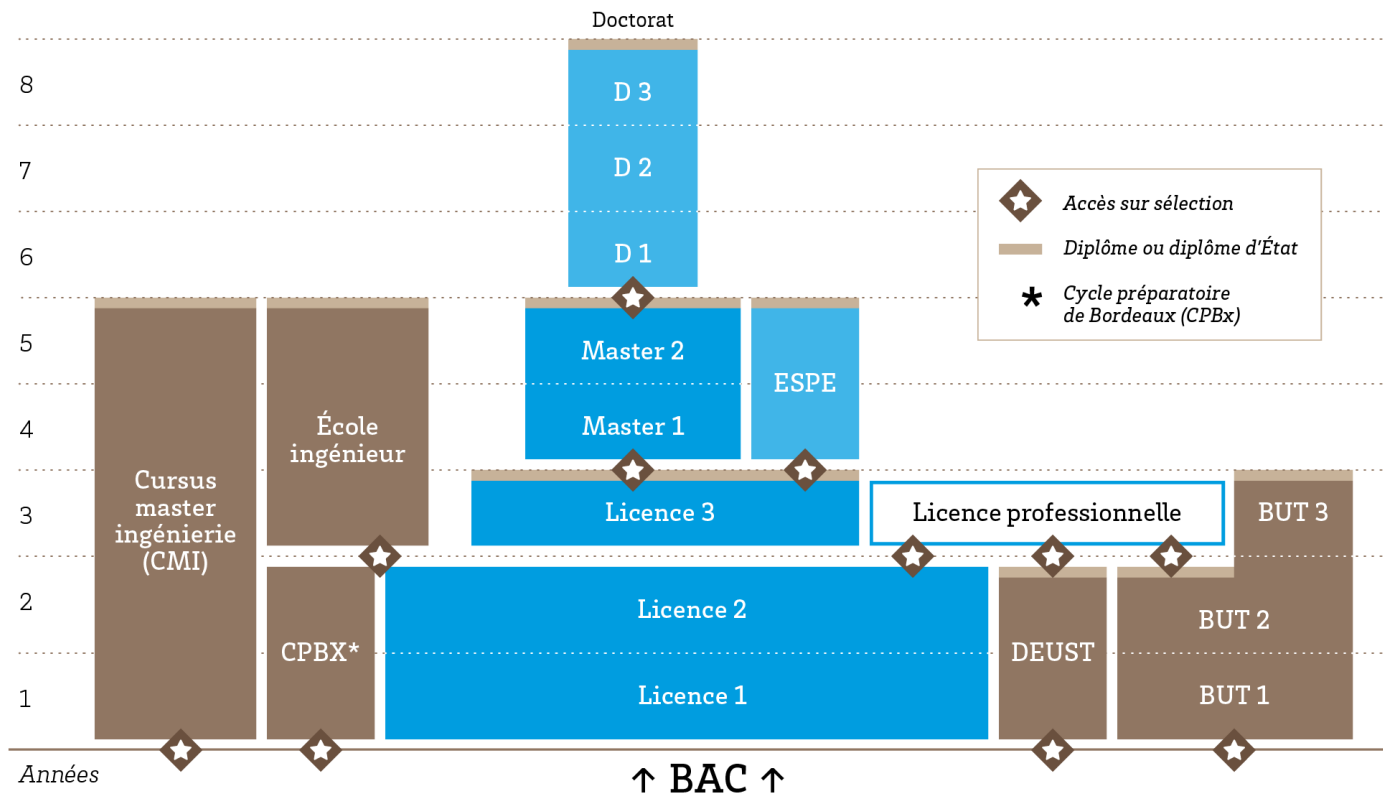 Doctorat
8
D 3
7
D 2
6
D 1
Accès sur sélection
Diplôme ou diplôme d'État
*
Cycle préparatoire
de Bordeaux (CPBx)
5
Master 2
ESPE
4
Master 1
École
ingénieur
Cursus
master
ingénierie
(CMI)
3
Licence 3
Licence professionnelle
BUT 3
2
Licence 2
BUT 2
CPBX*
DEUST
1
Licence 1
BUT 1
Années
↑ BAC ↑